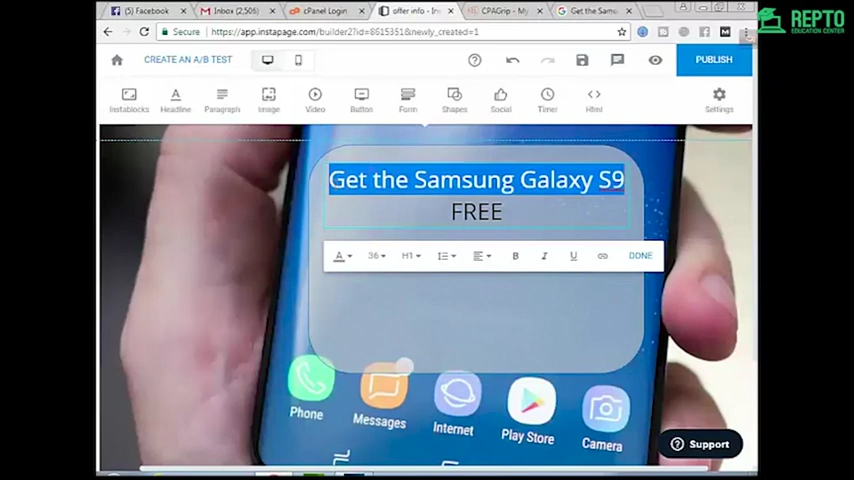 (5) Facebook
Inbox (2,506)
cPanel Login
offer info - Ins
CPAGrip - My
Get the Samsu
REPTO
EDUCATION CENTER
Secure
https://app.instapage.com/builder2?id=8615351&newly_created=1
CREATE AN A/B TEST
PUBLISH
Instablocks
Headline
Paragraph
Image
Video
Button
Form
Shapes
Social
Timer
Html
Settings
Get the Samsung Galaxy S9
FREE
A
36
H1
B
I
U
DONE
Phone
Messages
Internet
Play Store
Camera
Support